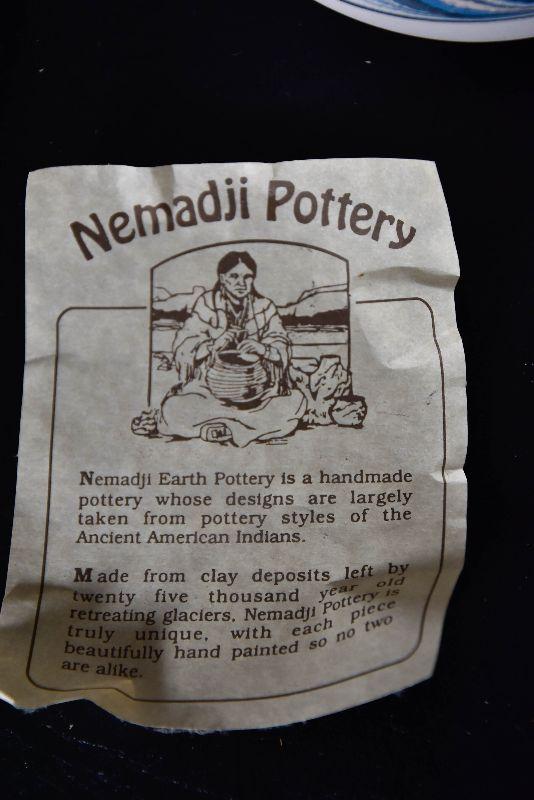 Nemadji Pottery
Nemadji Earth Pottery is a handmade
pottery whose designs are largely
taken from pottery styles of the
Ancient American Indians.
Made from clay deposits left by
twenty five thousand year old
retreating glaciers, Nemadji Pottery is
truly unique, with each piece
beautifully hand painted so no two
are alike.